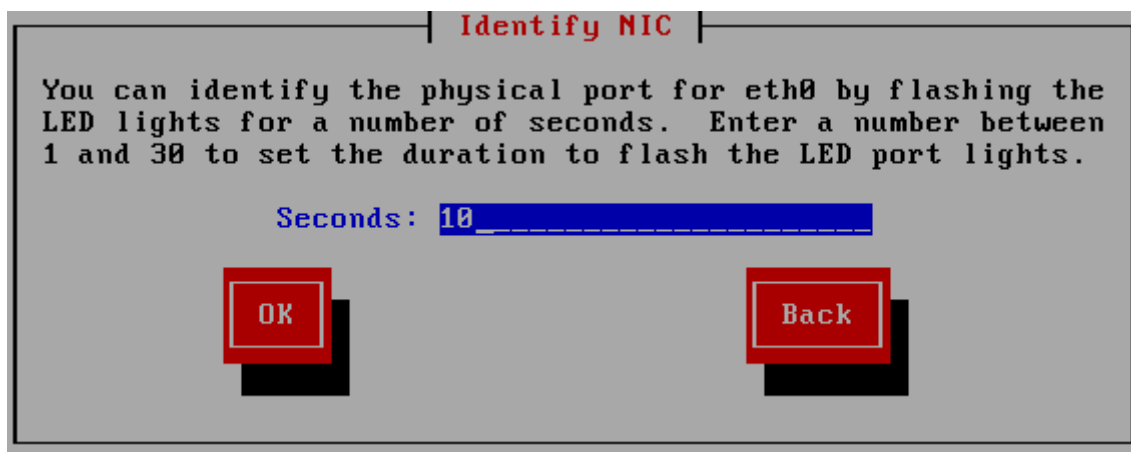 Identify NIC
You can identify the physical port for eth0 by flashing the
LED lights for a number of seconds.  Enter a number between
1 and 30 to set the duration to flash the LED port lights.
Seconds: 10_______________________
OK Back